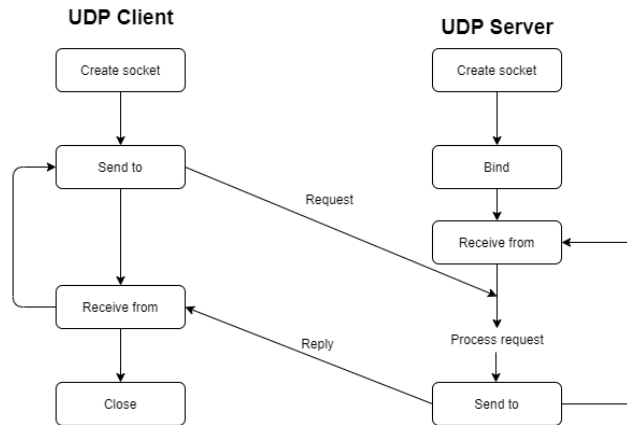 UDP Client
UDP Server
Create socket
Create socket
Send to
Bind
Request
Receive from
Receive from
Process request
Reply
Close
Send to